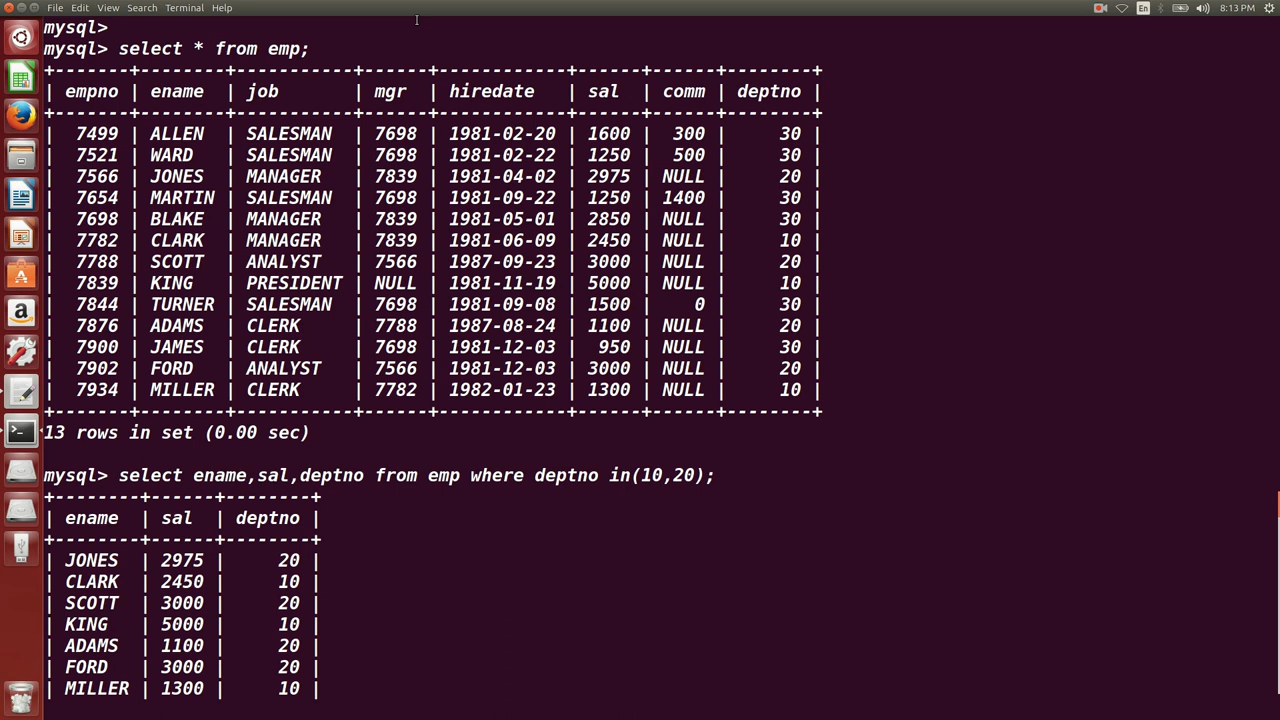 File Edit View Search Terminal Help En 8:13 PM
mysql>
mysql> select * from emp;
+-------+--------+-----------+------+------------+------+------+--------+
| empno | ename  | job       | mgr  | hiredate   | sal  | comm | deptno |
+-------+--------+-----------+------+------------+------+------+--------+
|  7499 | ALLEN  | SALESMAN  | 7698 | 1981-02-20 | 1600 |  300 |     30 |
|  7521 | WARD   | SALESMAN  | 7698 | 1981-02-22 | 1250 |  500 |     30 |
|  7566 | JONES  | MANAGER   | 7839 | 1981-04-02 | 2975 | NULL |     20 |
|  7654 | MARTIN | SALESMAN  | 7698 | 1981-09-22 | 1250 | 1400 |     30 |
|  7698 | BLAKE  | MANAGER   | 7839 | 1981-05-01 | 2850 | NULL |     30 |
|  7782 | CLARK  | MANAGER   | 7839 | 1981-06-09 | 2450 | NULL |     10 |
|  7788 | SCOTT  | ANALYST   | 7566 | 1987-09-23 | 3000 | NULL |     20 |
|  7839 | KING   | PRESIDENT | NULL | 1981-11-19 | 5000 | NULL |     10 |
|  7844 | TURNER | SALESMAN  | 7698 | 1981-09-08 | 1500 |    0 |     30 |
|  7876 | ADAMS  | CLERK     | 7788 | 1987-08-24 | 1100 | NULL |     20 |
|  7900 | JAMES  | CLERK     | 7698 | 1981-12-03 |  950 | NULL |     30 |
|  7902 | FORD   | ANALYST   | 7566 | 1981-12-03 | 3000 | NULL |     20 |
|  7934 | MILLER | CLERK     | 7782 | 1982-01-23 | 1300 | NULL |     10 |
+-------+--------+-----------+------+------------+------+------+--------+
13 rows in set (0.00 sec)
mysql> select ename,sal,deptno from emp where deptno in(10,20);
+--------+------+--------+
| ename  | sal  | deptno |
+--------+------+--------+
| JONES  | 2975 |     20 |
| CLARK  | 2450 |     10 |
| SCOTT  | 3000 |     20 |
| KING   | 5000 |     10 |
| ADAMS  | 1100 |     20 |
| FORD   | 3000 |     20 |
| MILLER | 1300 |     10 |